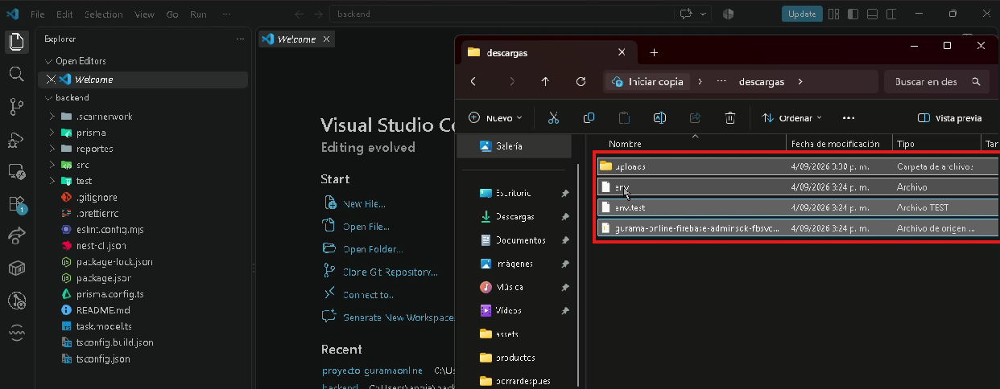 File Edit Selection View Go Run ···
backend
Update
Explorer
Open Editors
Welcome
backend
.scannerwork
prisma
reportes
src
test
.gitignore
.prettierrc
eslint.config.mjs
nest-cli.json
package-lock.json
package.json
prisma.config.ts
README.md
task.model.ts
tsconfig.build.json
tsconfig.json
1
Welcome
Visual Studio Co
Editing evolved
Start
New File...
Open File...
Open Folder...
Clone Git Repository...
Connect to...
Generate New Workspace
Recent
proyecto_guramaonline C:\Us
descargas
Iniciar copia > ··· descargas >
Buscar en des
Nuevo
Ordenar
···
Vista previa
Galería
Escritorio
Descargas
Documentos
Imágenes
Música
Vídeos
assets
productos
borrardespues
Nombre Fecha de modificación Tipo Tar
uploads 4/09/2026 3:30 p. m. Carpeta de archivos
env 4/09/2026 3:24 p. m. Archivo
env.test 4/09/2026 3:24 p. m. Archivo TEST
gurama-online-firebase-adminsdk-fbsvc... 4/09/2026 3:24 p. m. Archivo de origen ...